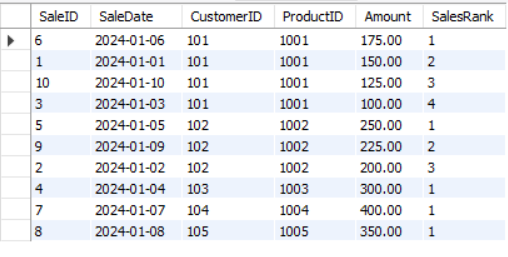 SaleID SaleDate CustomerID ProductID Amount SalesRank
6 2024-01-06 101 1001 175.00 1
1 2024-01-01 101 1001 150.00 2
10 2024-01-10 101 1001 125.00 3
3 2024-01-03 101 1001 100.00 4
5 2024-01-05 102 1002 250.00 1
9 2024-01-09 102 1002 225.00 2
2 2024-01-02 102 1002 200.00 3
4 2024-01-04 103 1003 300.00 1
7 2024-01-07 104 1004 400.00 1
8 2024-01-08 105 1005 350.00 1